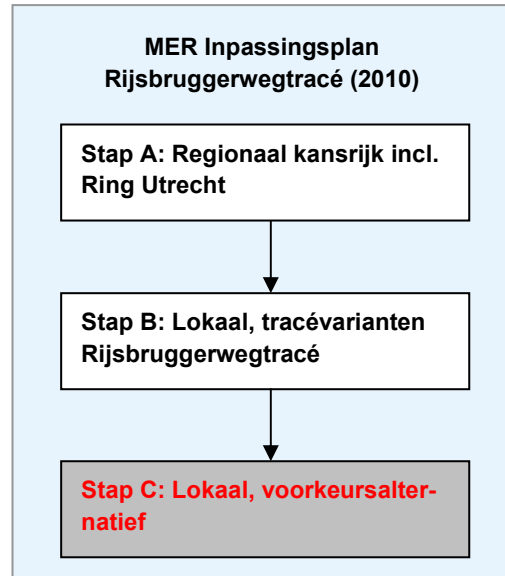 MER Inpassingsplan
Rijsbruggerwegtracé (2010)
Stap A: Regionaal kansrijk incl.
Ring Utrecht
Stap B: Lokaal, tracévarianten
Rijsbruggerwegtracé
Stap C: Lokaal, voorkeursalter-
natief